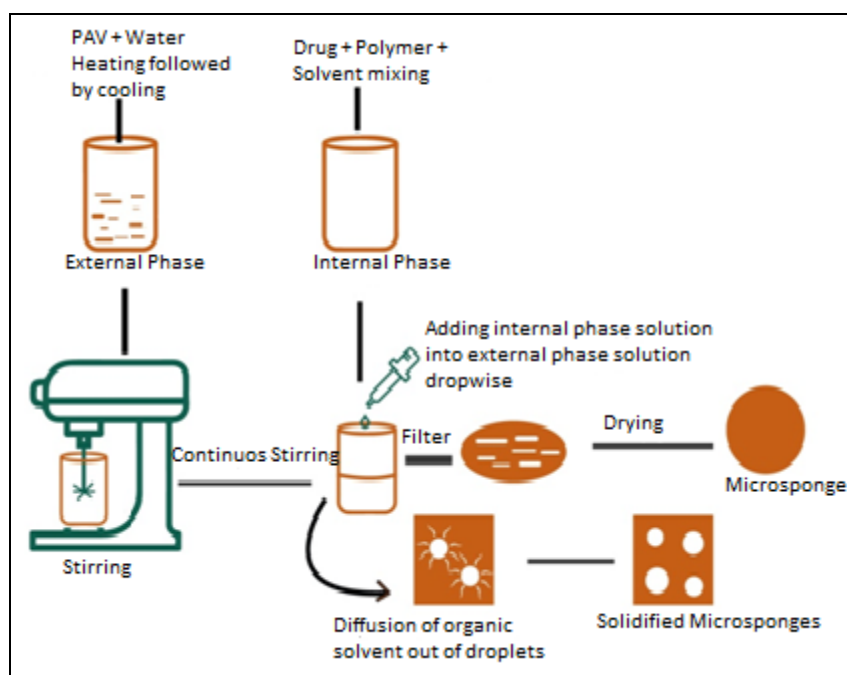 PAV + Water
Heating followed
by cooling
Drug + Polymer +
Solvent mixing
External Phase
Internal Phase
Adding internal phase solution
into external phase solution
dropwise
Continuos Stirring
Filter
Drying
Microsponge
Stirring
Diffusion of organic
solvent out of droplets
Solidified Microsponges